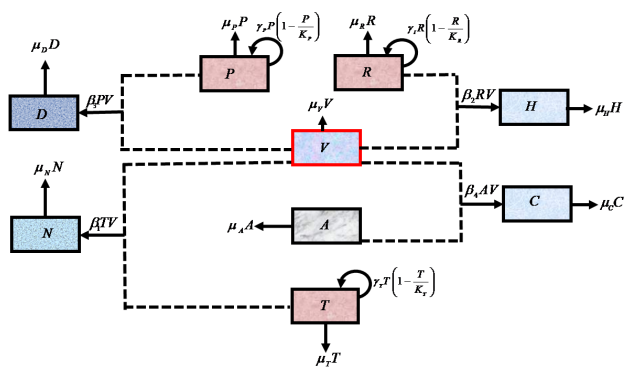 μ_P P
γ_P P(1 - P/K_P)
μ_R R
γ_I R(1 - R/K_R)
μ_D D
P
R
D
β_3 PV
μ_V V
β_2 RV
H
μ_H H
V
μ_N N
N
β_1 TV
μ_A A
A
β_4 AV
C
μ_C C
γ_T T(1 - T/K_T)
T
μ_T T